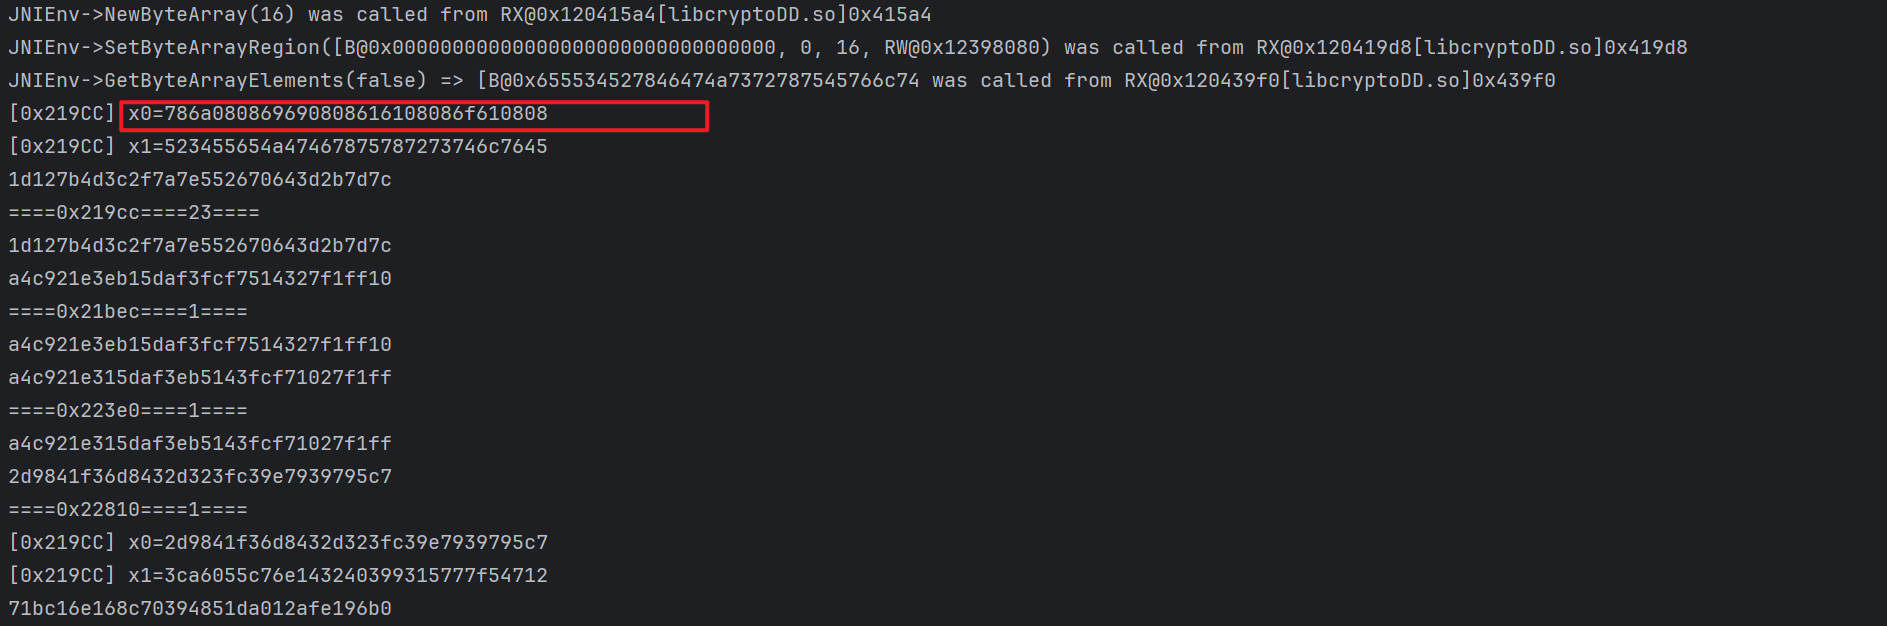 JNIEnv->NewByteArray(16) was called from RX@0x120415a4[libcryptoDD.so]0x415a4
JNIEnv->SetByteArrayRegion([B@0x00000000000000000000000000000000, 0, 16, RW@0x12398080) was called from RX@0x120419d8[libcryptoDD.so]0x419d8
JNIEnv->GetByteArrayElements(false) => [B@0x655534527846474a7372787545766c74 was called from RX@0x120439f0[libcryptoDD.so]0x439f0
[0x219CC] x0=786a080869690808616108086f610808
[0x219CC] x1=523455654a47467875787273746c7645
1d127b4d3c2f7a7e552670643d2b7d7c
====0x219cc====23====
1d127b4d3c2f7a7e552670643d2b7d7c
a4c921e3eb15daf3fcf7514327f1ff10
====0x21bec====1====
a4c921e3eb15daf3fcf7514327f1ff10
a4c921e315daf3eb5143fcf71027f1ff
====0x223e0====1====
a4c921e315daf3eb5143fcf71027f1ff
2d9841f36d8432d323fc39e7939795c7
====0x22810====1====
[0x219CC] x0=2d9841f36d8432d323fc39e7939795c7
[0x219CC] x1=3ca6055c76e143240399315777f54712
71bc16e168c70394851da012afe196b0